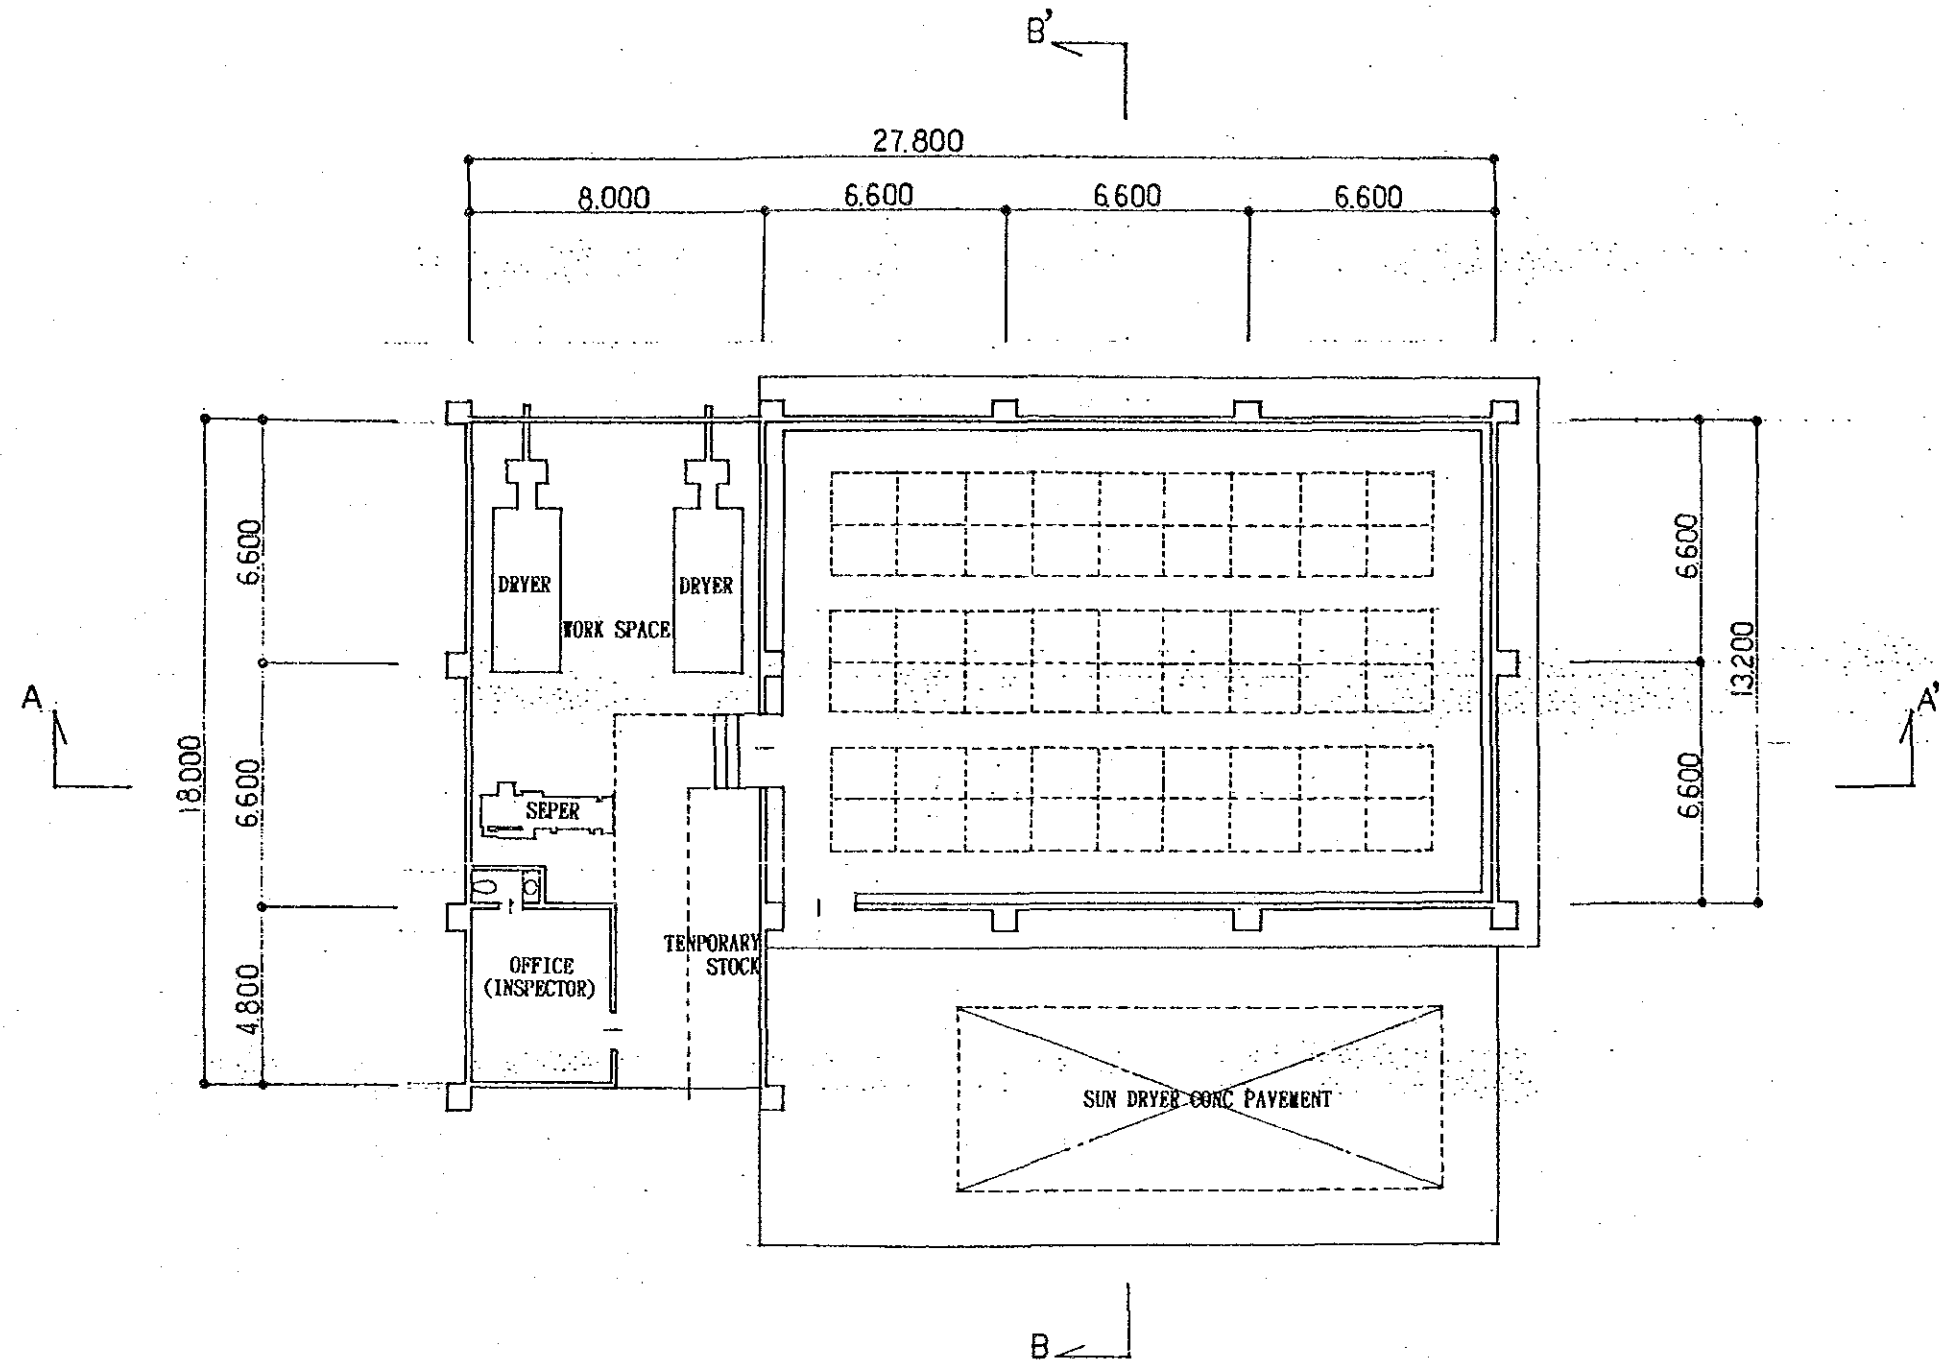 B'
27.800
8.000
6.600
6.600
6.600
6.600
6.600
DRYER
DRYER
WORK SPACE
13.200
A
A'
18.000
6.600
6.600
SEPER
TENPORARY
STOCK
OFFICE
(INSPECTOR)
4.800
SUN DRYER CONC PAVEMENT
B